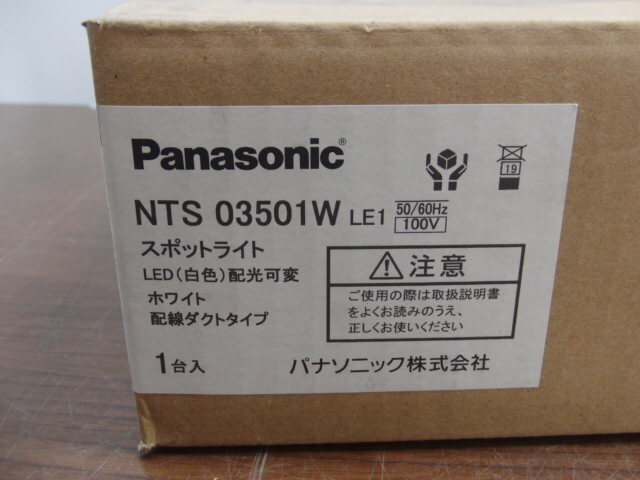 Panasonic®
19
NTS 03501W LE1 50/60Hz 100V
スポットライト
LED(白色)配光可変
ホワイト
配線ダクトタイプ
1台入
注意
ご使用の際は取扱説明書
をよくお読みのうえ、
正しくお使いください
パナソニック株式会社